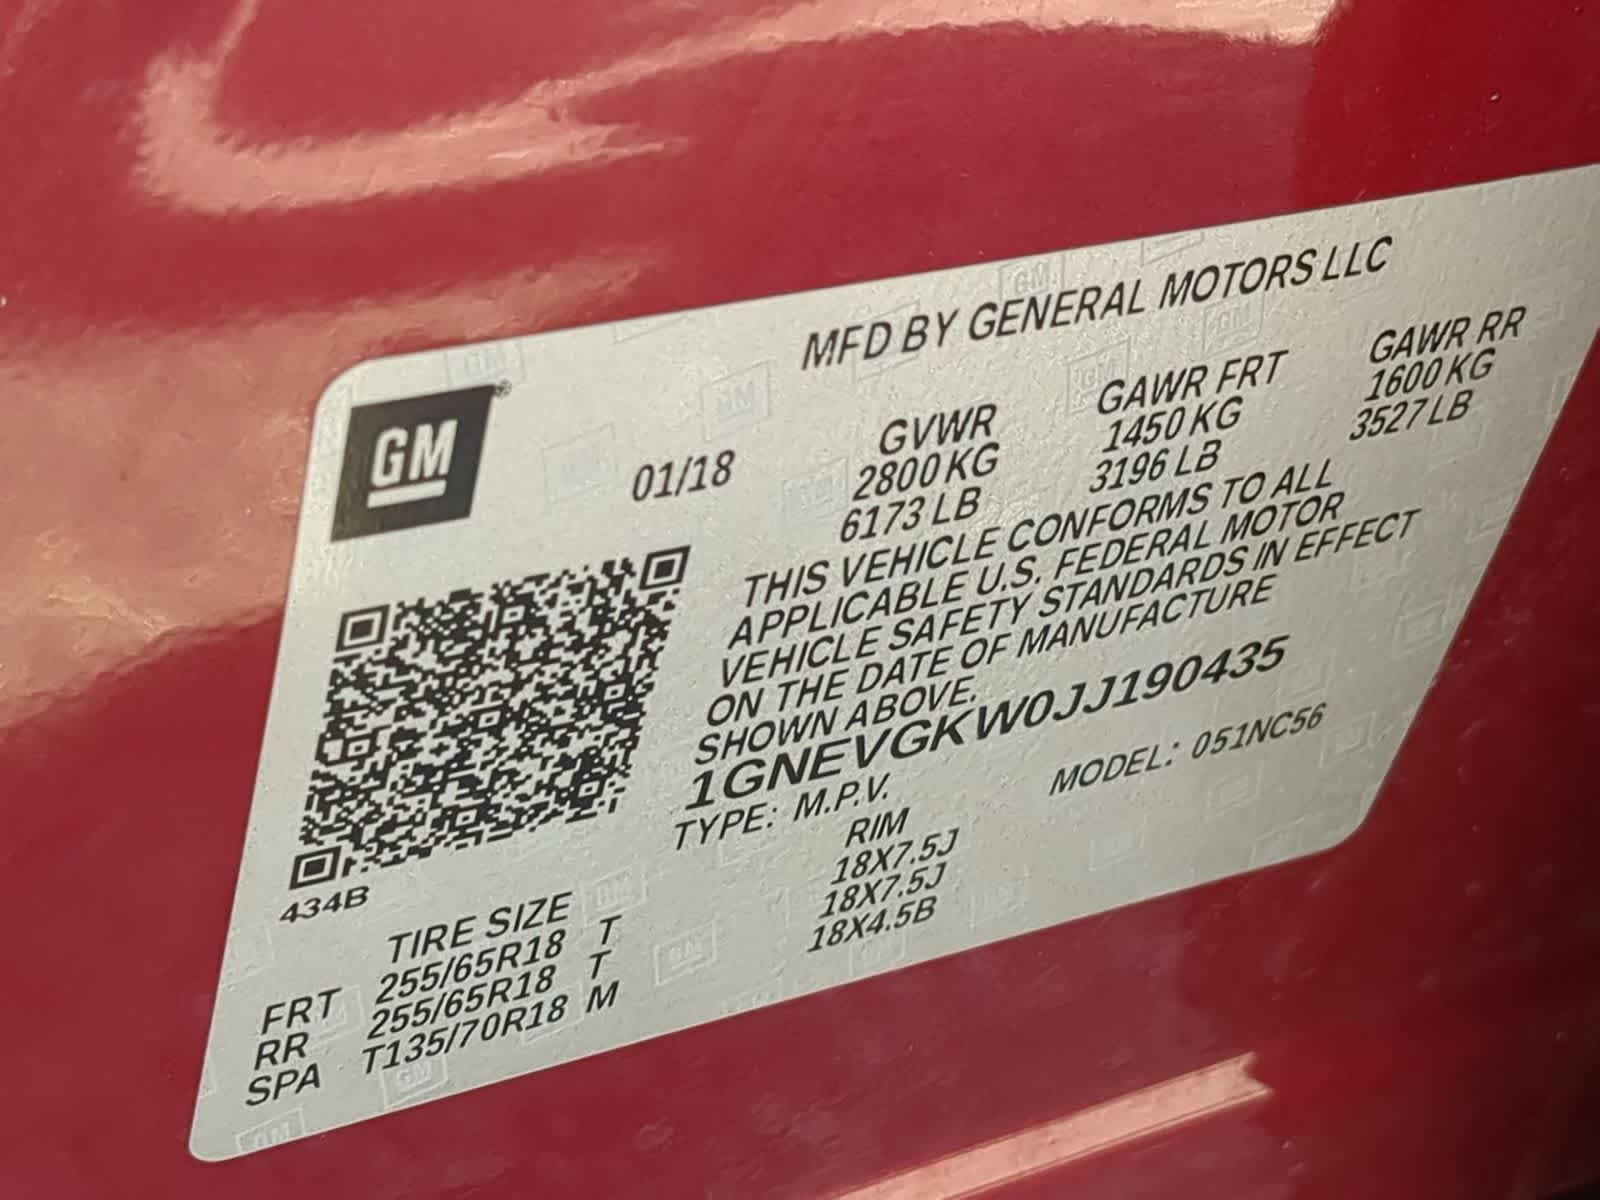 MFD BY GENERAL MOTORS LLC
GM
01/18
GVWR GAWR FRT GAWR RR
2800 KG 1450 KG 1600 KG
6173 LB 3196 LB 3527 LB
THIS VEHICLE CONFORMS TO ALL
APPLICABLE U.S. FEDERAL MOTOR
VEHICLE SAFETY STANDARDS IN EFFECT
ON THE DATE OF MANUFACTURE
SHOWN ABOVE.
1GNEVGKW0JJ190435
TYPE: M.P.V. MODEL: 051NC56
434B
TIRE SIZE RIM
FRT 255/65R18 T 18X7.5J
RR 255/65R18 T 18X7.5J
SPA T135/70R18 M 18X4.5B